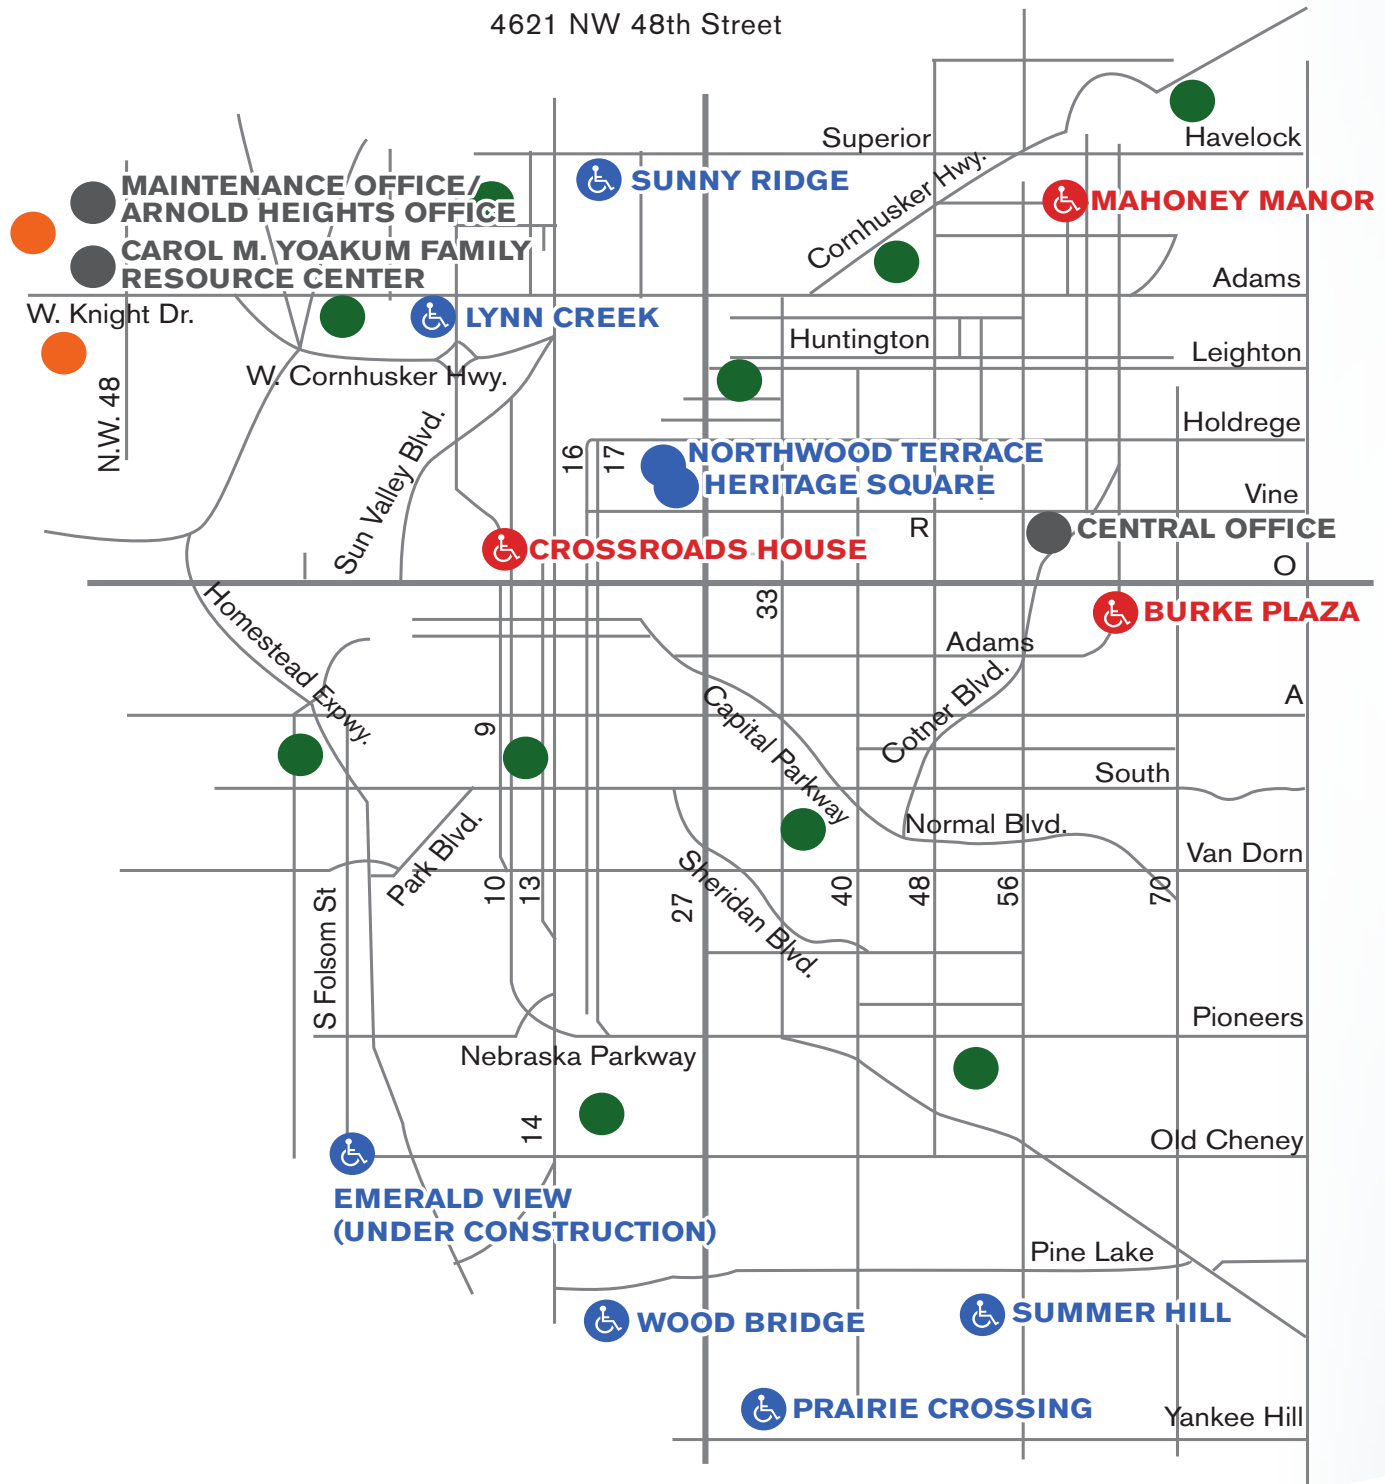 4621 NW 48th Street
Superior
Havelock
Cornhusker Hwy.
MAINTENANCE OFFICE/
ARNOLD HEIGHTS OFFICE
SUNNY RIDGE
MAHONEY MANOR
CAROL M. YOAKUM FAMILY
RESOURCE CENTER
Adams
W. Knight Dr.
LYNN CREEK
Huntington
Leighton
W. Cornhusker Hwy.
N.W. 48
Sun Valley Blvd.
Holdrege
16
17
NORTHWOOD TERRACE
HERITAGE SQUARE
Vine
R
CENTRAL OFFICE
CROSSROADS HOUSE
O
Homestead Expwy.
33
BURKE PLAZA
Adams
Cotner Blvd.
A
Capital Parkway
9
South
Normal Blvd.
Park Blvd.
Van Dorn
Sheridan Blvd.
10
13
27
40
48
56
70
S Folsom St
Pioneers
Nebraska Parkway
14
Old Cheney
EMERALD VIEW
(UNDER CONSTRUCTION)
Pine Lake
WOOD BRIDGE
SUMMER HILL
PRAIRIE CROSSING
Yankee Hill